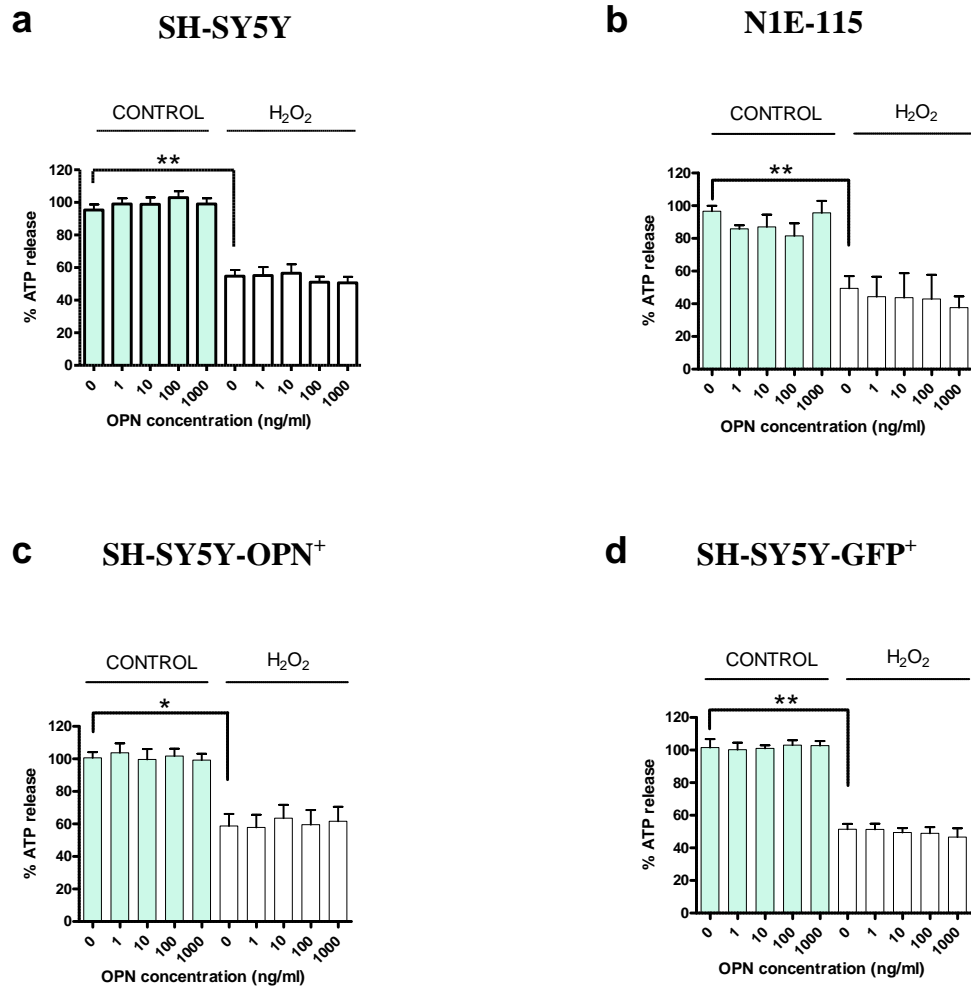 a
SH-SY5Y
CONTROL
H2O2
**
120
100
80
60
40
20
0
% ATP release
0 1 10 100 1000 0 1 10 100 1000
OPN concentration (ng/ml)
b
N1E-115
CONTROL
H2O2
**
120
100
80
60
40
20
0
% ATP release
0 1 10 100 1000 0 1 10 100 1000
OPN concentration (ng/ml)
c
SH-SY5Y-OPN+
CONTROL
H2O2
*
120
100
80
60
40
20
0
% ATP release
0 1 10 100 1000 0 1 10 100 1000
OPN concentration (ng/ml)
d
SH-SY5Y-GFP+
CONTROL
H2O2
**
120
100
80
60
40
20
0
% ATP release
0 1 10 100 1000 0 1 10 100 1000
OPN concentration (ng/ml)